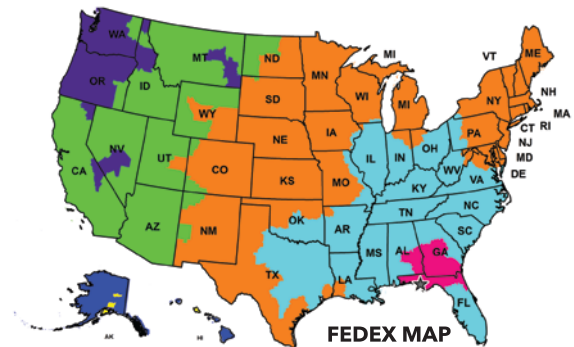 WA
MT
ND
MN
MI
VT
ME
OR
ID
WY
SD
WI
MI
NY
NH
MA
CT
RI
NJ
MD
DE
NV
UT
CO
NE
IA
IL
IN
OH
PA
WV
VA
CA
KS
MO
KY
NC
AZ
NM
OK
AR
TN
SC
TX
LA
MS
AL
GA
FL
AK
HI
FEDEX MAP